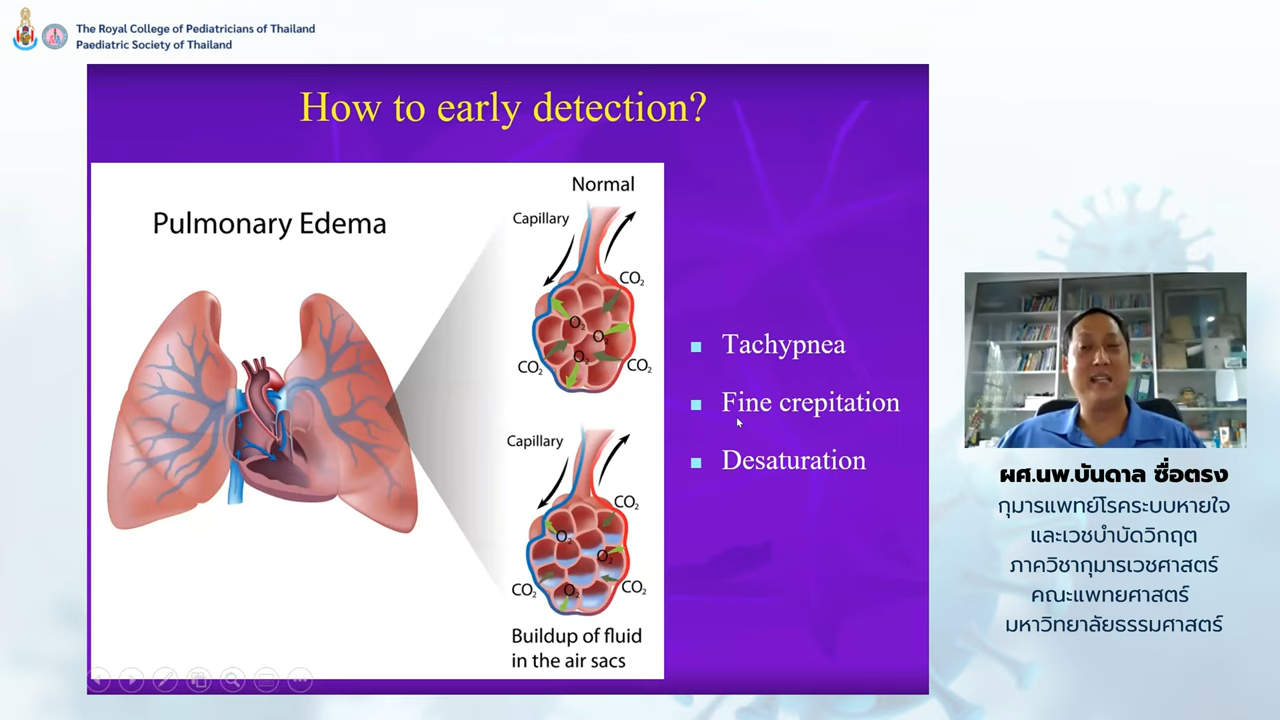 The Royal College of Pediatricians of Thailand
Paediatric Society of Thailand
How to early detection?
Pulmonary Edema
Normal
Capillary
CO2
O2
O2
O2
CO2
CO2
Capillary
CO2
O2
O2
CO2
O2
CO2
Buildup of fluid
in the air sacs
Tachypnea
Fine crepitation
Desaturation
ผศ.นพ.บันดาล ซื่อตรง
กุมารแพทย์โรคระบบหายใจ
และเวชบำบัดวิกฤต
ภาควิชากุมารเวชศาสตร์
คณะแพทยศาสตร์
มหาวิทยาลัยธรรมศาสตร์